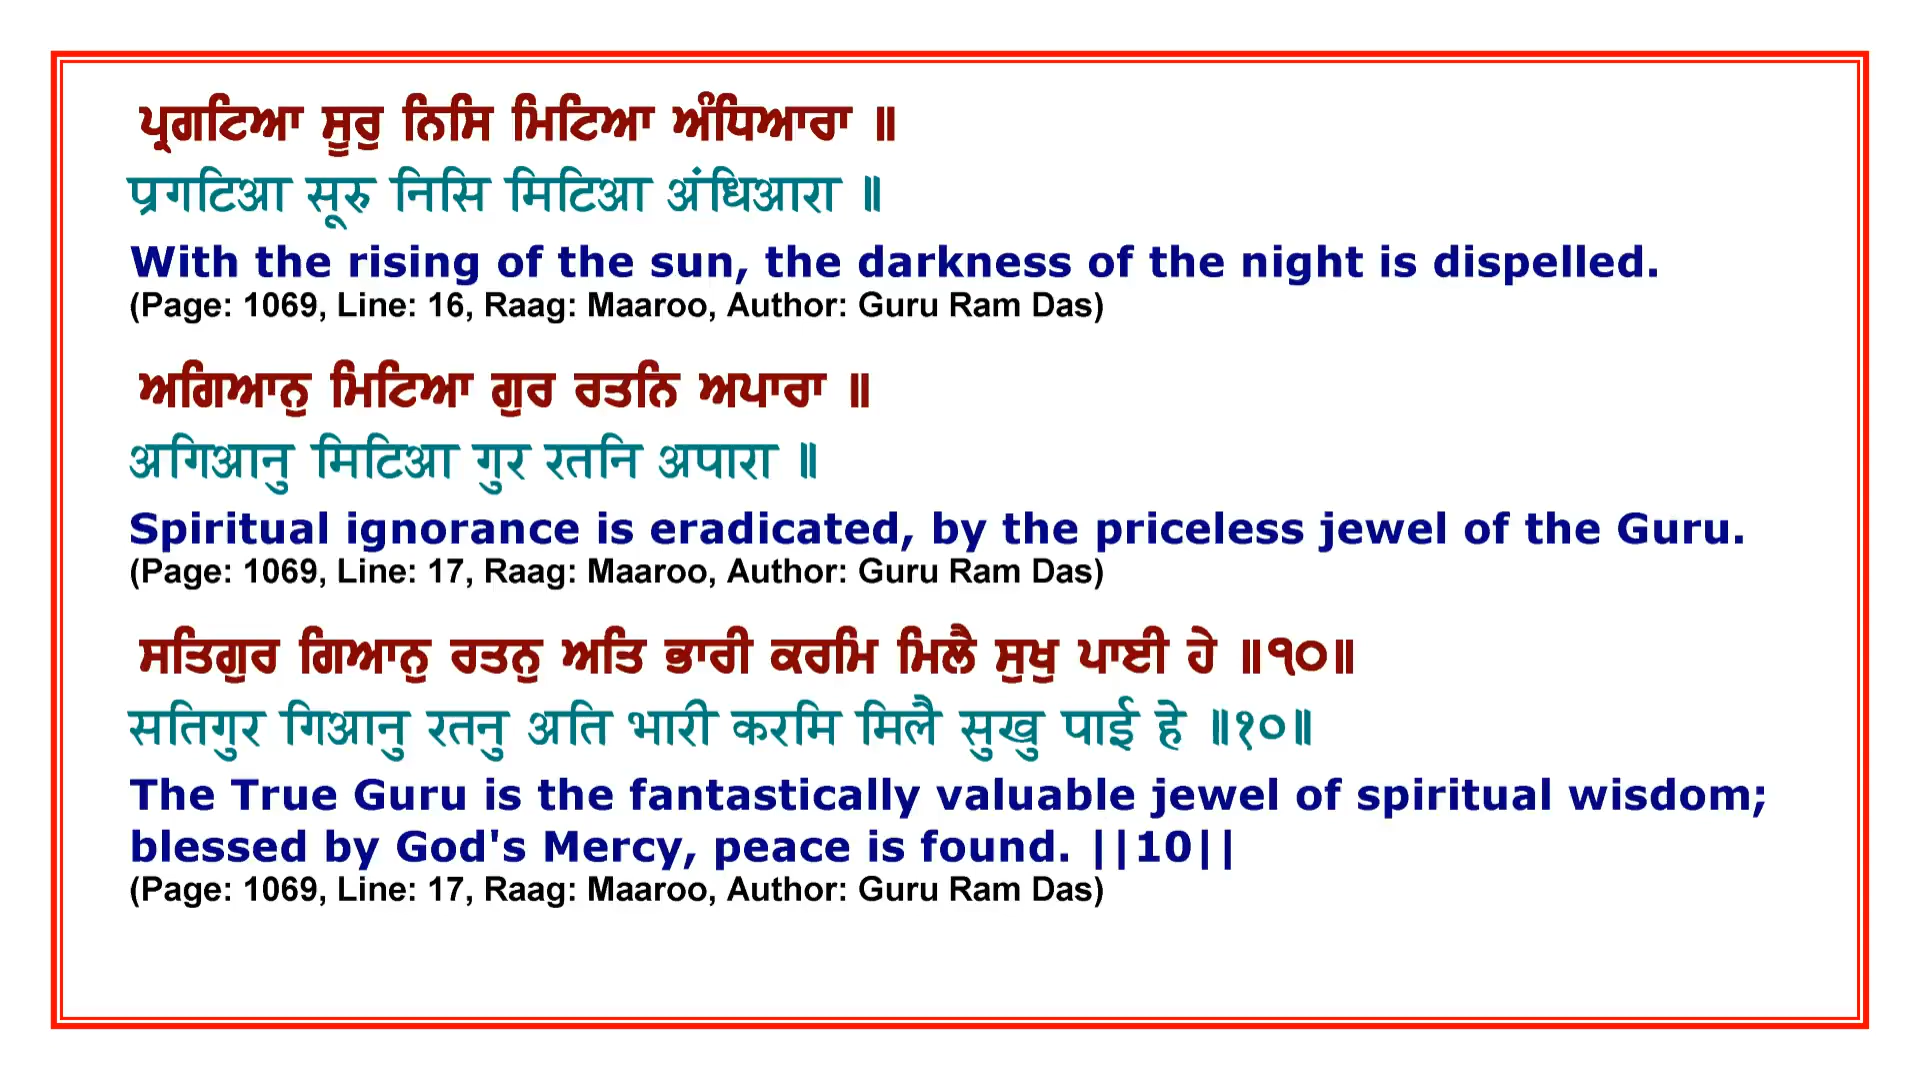 ਪ੍ਰਗਟਿਆ ਸੂਰੁ ਨਿਸਿ ਮਿਟਿਆ ਅੰਧਿਆਰਾ ॥
प्रगटिआ सूरु निसि मिटिआ अंधिआरा ॥
With the rising of the sun, the darkness of the night is dispelled.
(Page: 1069, Line: 16, Raag: Maaroo, Author: Guru Ram Das)
ਅਗਿਆਨੁ ਮਿਟਿਆ ਗੁਰ ਰਤਨਿ ਅਪਾਰਾ ॥
अगिआनु मिटिआ गुर रतनि अपारा ॥
Spiritual ignorance is eradicated, by the priceless jewel of the Guru.
(Page: 1069, Line: 17, Raag: Maaroo, Author: Guru Ram Das)
ਸਤਿਗੁਰ ਗਿਆਨੁ ਰਤਨੁ ਅਤਿ ਭਾਰੀ ਕਰਮਿ ਮਿਲੈ ਸੁਖੁ ਪਾਈ ਹੇ ॥੧੦॥
सतिगुर गिआनु रतनु अति भारी करमि मिलै सुखु पाई हे ॥१०॥
The True Guru is the fantastically valuable jewel of spiritual wisdom;
blessed by God's Mercy, peace is found. ||10||
(Page: 1069, Line: 17, Raag: Maaroo, Author: Guru Ram Das)